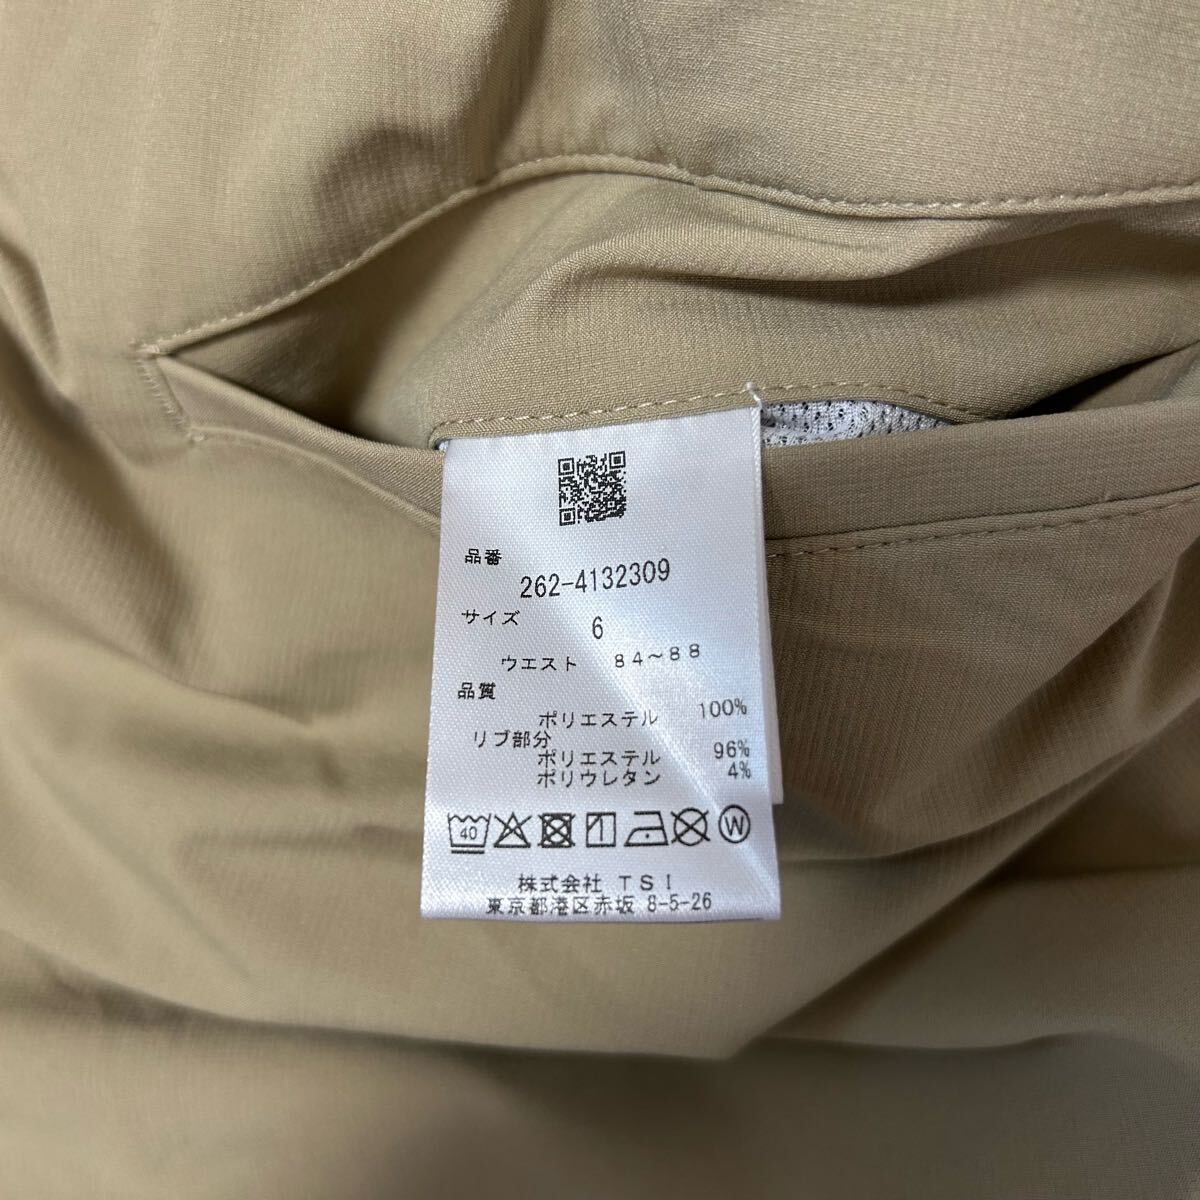 品番
262-4132309
サイズ
6
ウエスト 84～88
品質
ポリエステル 100%
リブ部分
ポリエステル 96%
ポリウレタン 4%
40 W
株式会社 TSI
東京都港区赤坂 8-5-26